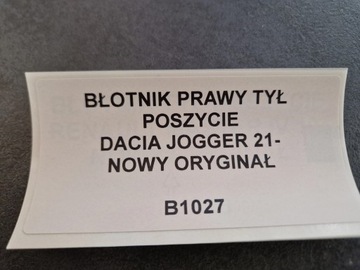 BŁOTNIK PRAWY TYŁ
POSZYCIE
DACIA JOGGER 21-
NOWY ORYGINAŁ
B1027